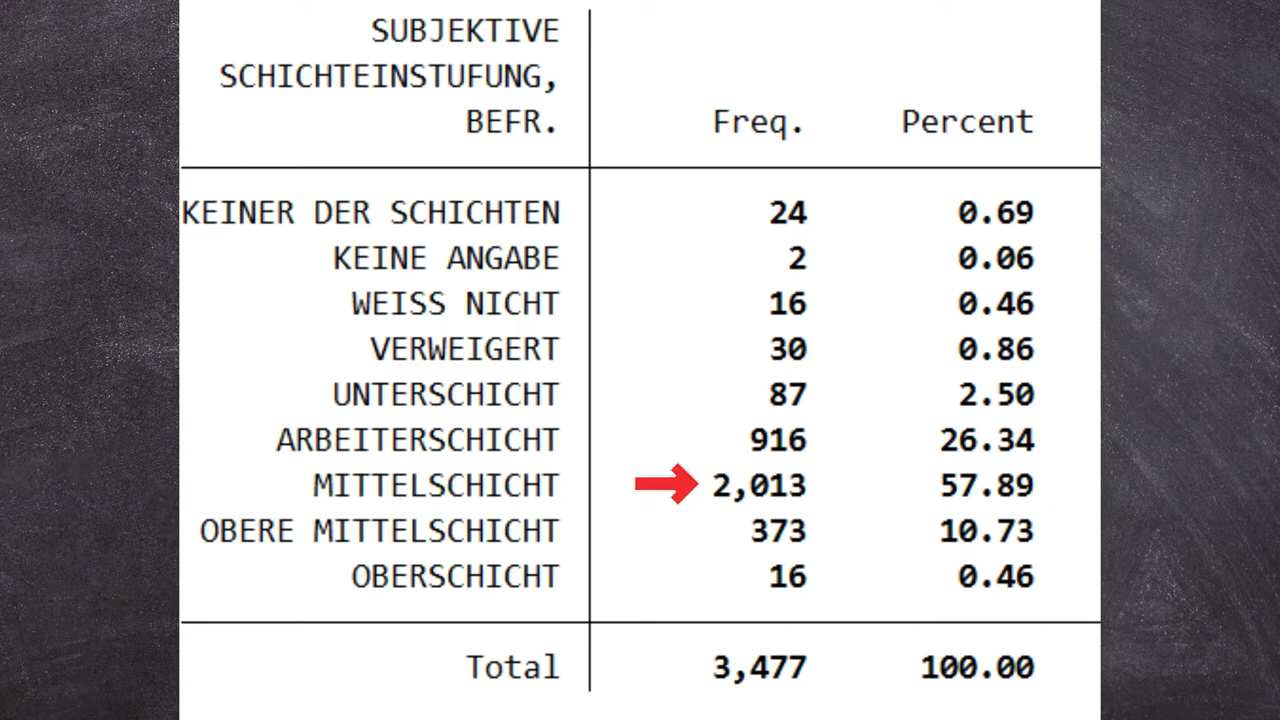 SUBJEKTIVE
SCHICHTEINSTUFUNG,
BEFR. Freq. Percent
KEINER DER SCHICHTEN 24 0.69
KEINE ANGABE 2 0.06
WEISS NICHT 16 0.46
VERWEIGERT 30 0.86
UNTERSCHICHT 87 2.50
ARBEITERSCHICHT 916 26.34
MITTELSCHICHT 2,013 57.89
OBERE MITTELSCHICHT 373 10.73
OBERSCHICHT 16 0.46
Total 3,477 100.00